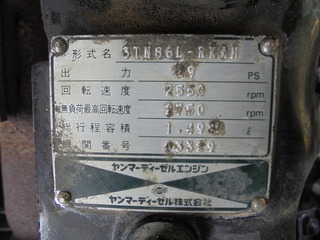 形式名 3TN86L-RKAN
出力 PS
回転速度 2550 rpm
無負荷最高回転速度 2750 rpm
総行程容積 1.49 ℓ
機関番号
ヤンマーディーゼルエンジン
ヤンマーディーゼル株式会社